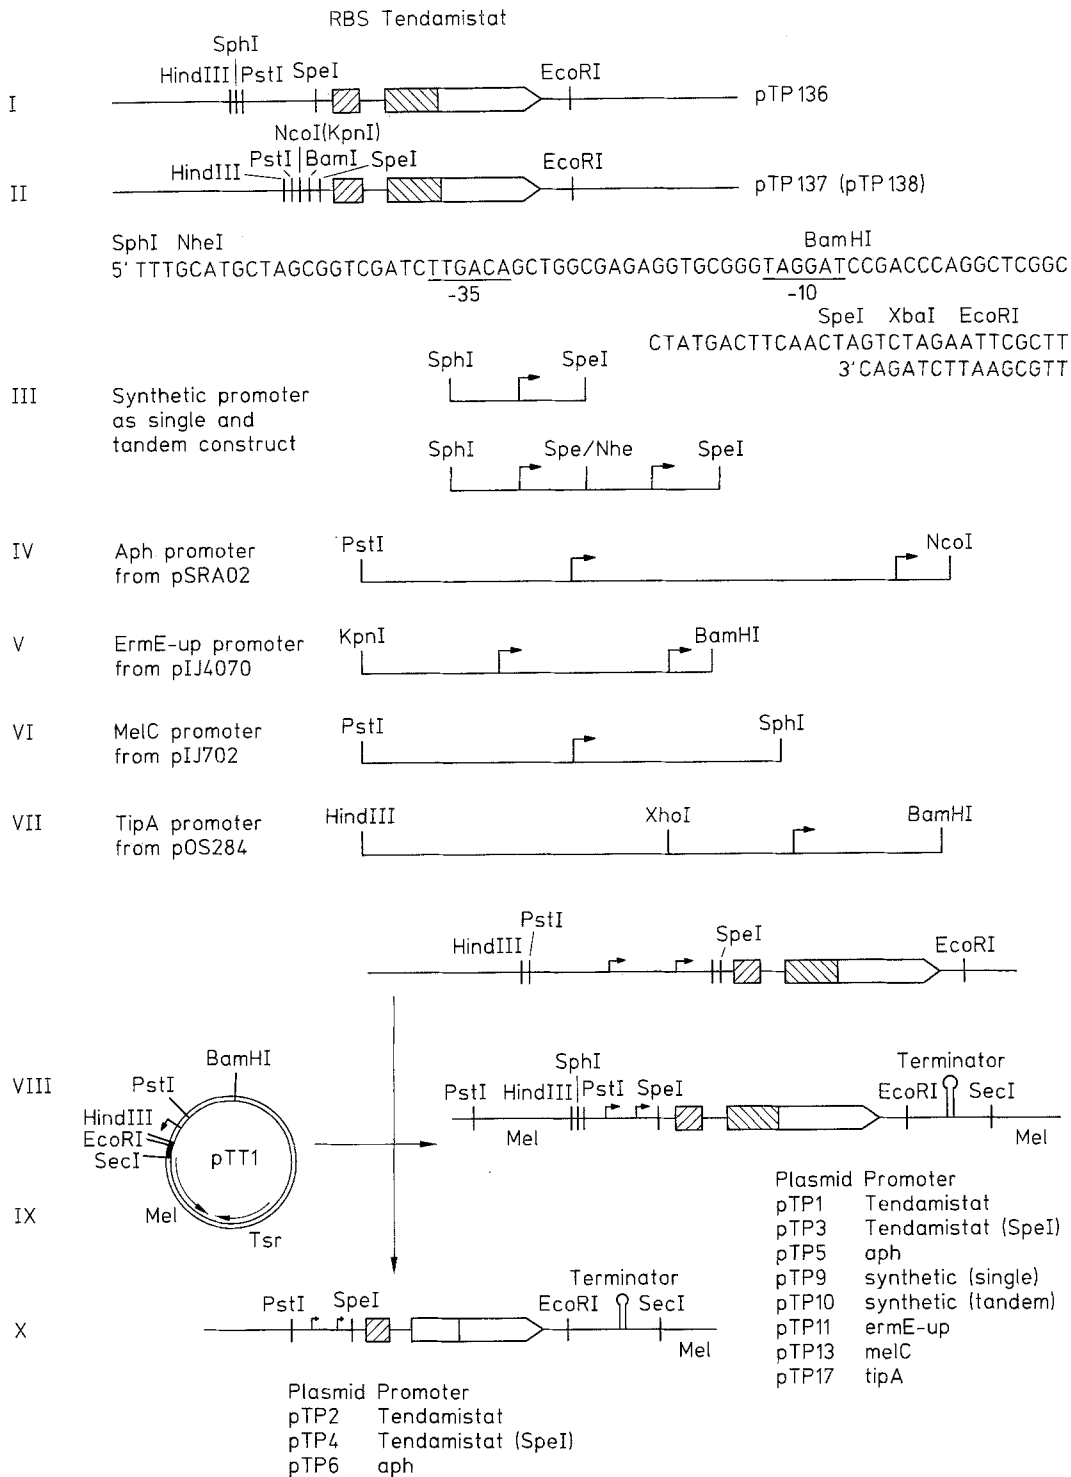 RBS Tendamistat
SphI
HindIII PstI SpeI EcoRI
I pTP136
NcoI(KpnI)
PstI BamI
HindIII SpeI EcoRI
II pTP137 (pTP138)
SphI NheI BamHI
5' TTTGCATGCTAGCGGTCGATCTTGACAGCTGGCGAGAGGTGCGGGTAGGATCCGACCCAGGCTCGGC
-35 -10
SpeI XbaI EcoRI
CTATGACTTCAACTAGTCTAGAATTCGCTT
3'CAGATCTTAAGCGTT
SphI SpeI
III Synthetic promoter
as single and
tandem construct
SphI Spe/Nhe SpeI
IV Aph promoter
from pSRA02
PstI NcoI
V ErmE-up promoter
from pIJ4070
KpnI BamHI
VI MelC promoter
from pIJ702
PstI SphI
VII TipA promoter
from pOS284
HindIII XhoI BamHI
PstI
HindIII SpeI EcoRI
VIII
BamHI
PstI
HindIII
EcoRI
SecI
pTT1
Mel
Tsr
SphI Terminator
PstI HindIII PstI SpeI EcoRI SecI
Mel Mel
IX
Plasmid Promoter
pTP1 Tendamistat
pTP3 Tendamistat (SpeI)
pTP5 aph
pTP9 synthetic (single)
pTP10 synthetic (tandem)
pTP11 ermE-up
pTP13 melC
pTP17 tipA
Terminator
PstI SpeI EcoRI SecI
X Mel
Plasmid Promoter
pTP2 Tendamistat
pTP4 Tendamistat (SpeI)
pTP6 aph